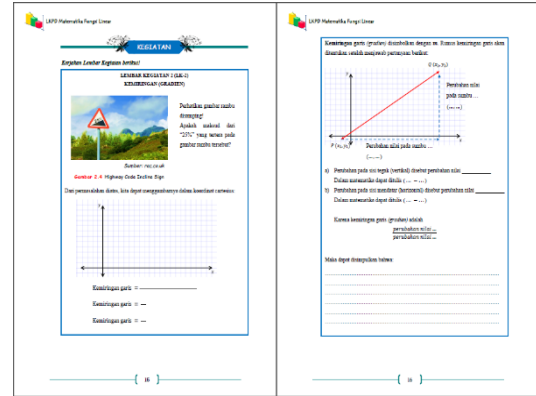 LKPD Matematika Fungsi Linear
KEGIATAN
Kerjakan Lembar Kegiatan berikut!
LEMBAR KEGIATAN 2 (LK-2)
KEMIRINGAN (GRADIEN)
Perhatikan gambar rambu
disamping!
Apakah maksud dari
"25%" yang tertera pada
gambar rambu tersebut?
Sumber: rac.co.uk
Gambar 2.4 Highway Code Incline Sign
Dari permasalahan diatas, kita dapat menggambarnya dalam koordinat cartesius:
Y
X
Kemiringan garis =
Kemiringan garis =
Kemiringan garis =
LKPD Matematika Fungsi Linear
Kemiringan garis (gradien) disimbolkan dengan m. Rumus kemiringan garis akan
ditentukan setelah menjawab pertanyaan berikut:
Q (x₂, y₂)
Y
Perubahan nilai
pada sumbu ...
(... - ...)
X
P (x₁, y₁)
Perubahan nilai pada sumbu ...
(... - ...)
a) Perubahan pada sisi tegak (vertikal) disebut perubahan nilai
Dalam matematika dapat ditulis (... - ...)
b) Perubahan pada sisi mendatar (horizontal) disebut perubahan nilai
Dalam matematika dapat ditulis (... - ...)
Karena kemiringan garis (gradien) adalah
perubahan nilai ...
perubahan nilai ...
Maka dapat disimpulkan bahwa: